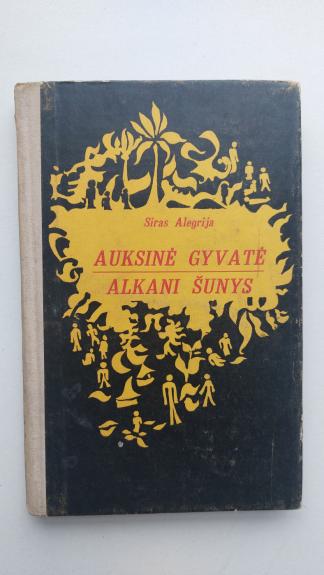 Siras Alegrija
AUKSINĖ GYVATĖ
ALKANI ŠUNYS